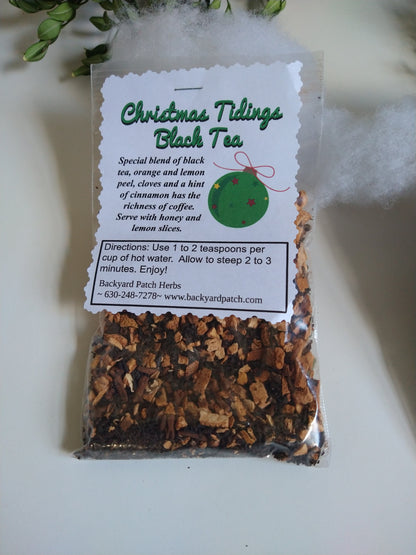 Christmas Tidings
Black Tea
Special blend of black
tea, orange and lemon
peel, cloves and a hint
of cinnamon has the
richness of coffee.
Serve with honey and
lemon slices.
Directions: Use 1 to 2 teaspoons per
cup of hot water.  Allow to steep 2 to 3
minutes. Enjoy!
Backyard Patch Herbs
~ 630-248-7278~ www.backyardpatch.com